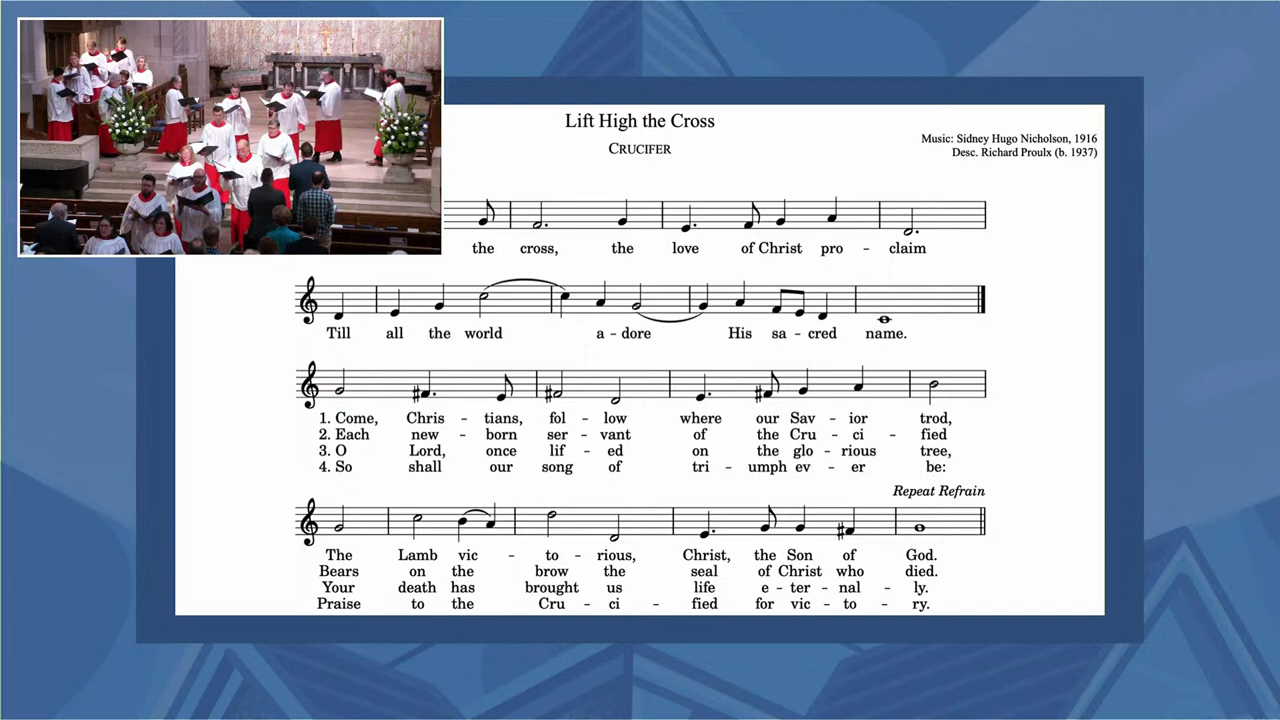 Lift High the Cross
CRUCIFER
Music: Sidney Hugo Nicholson, 1916
Desc. Richard Proulx (b. 1937)
the cross, the love of Christ pro – claim
Till all the world a – dore His sa – cred name.
1. Come, Chris – tians, fol – low where our Sav – ior trod,
2. Each new – born ser – vant of the Cru – ci – fied
3. O Lord, once lif – ed on the glo – rious tree,
4. So shall our song of tri – umph ev – er be:
Repeat Refrain
The Lamb vic – to – rious, Christ, the Son of God.
Bears on the brow the seal of Christ who died.
Your death has brought us life e – ter – nal – ly.
Praise to the Cru – ci – fied for vic – to – ry.